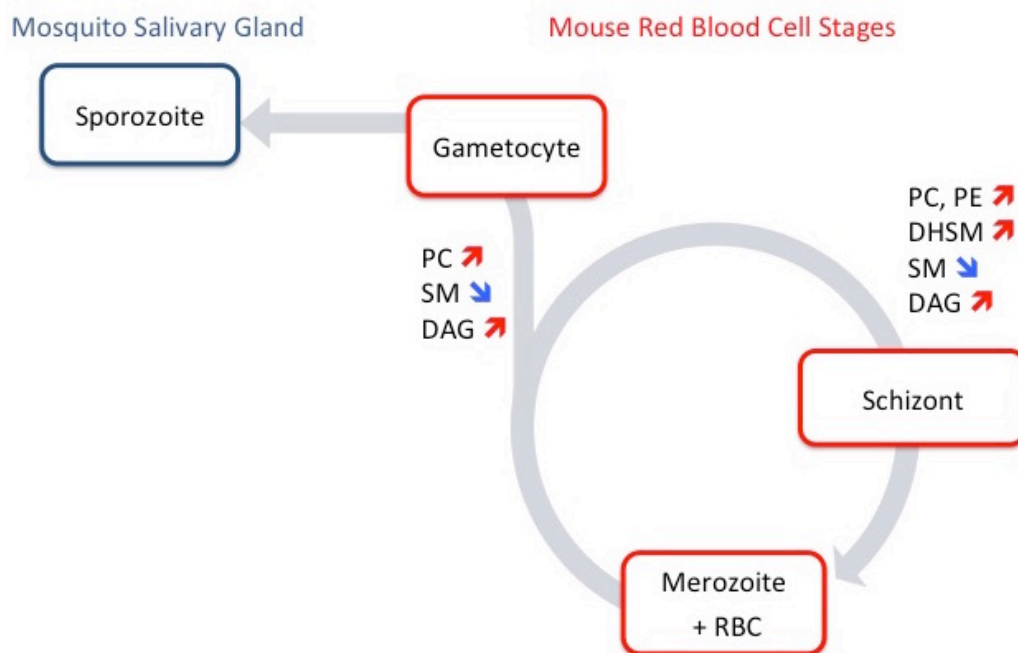 Mosquito Salivary Gland
Mouse Red Blood Cell Stages
Sporozoite
Gametocyte
PC
SM
DAG
PC, PE
DHSM
SM
DAG
Schizont
Merozoite
+ RBC